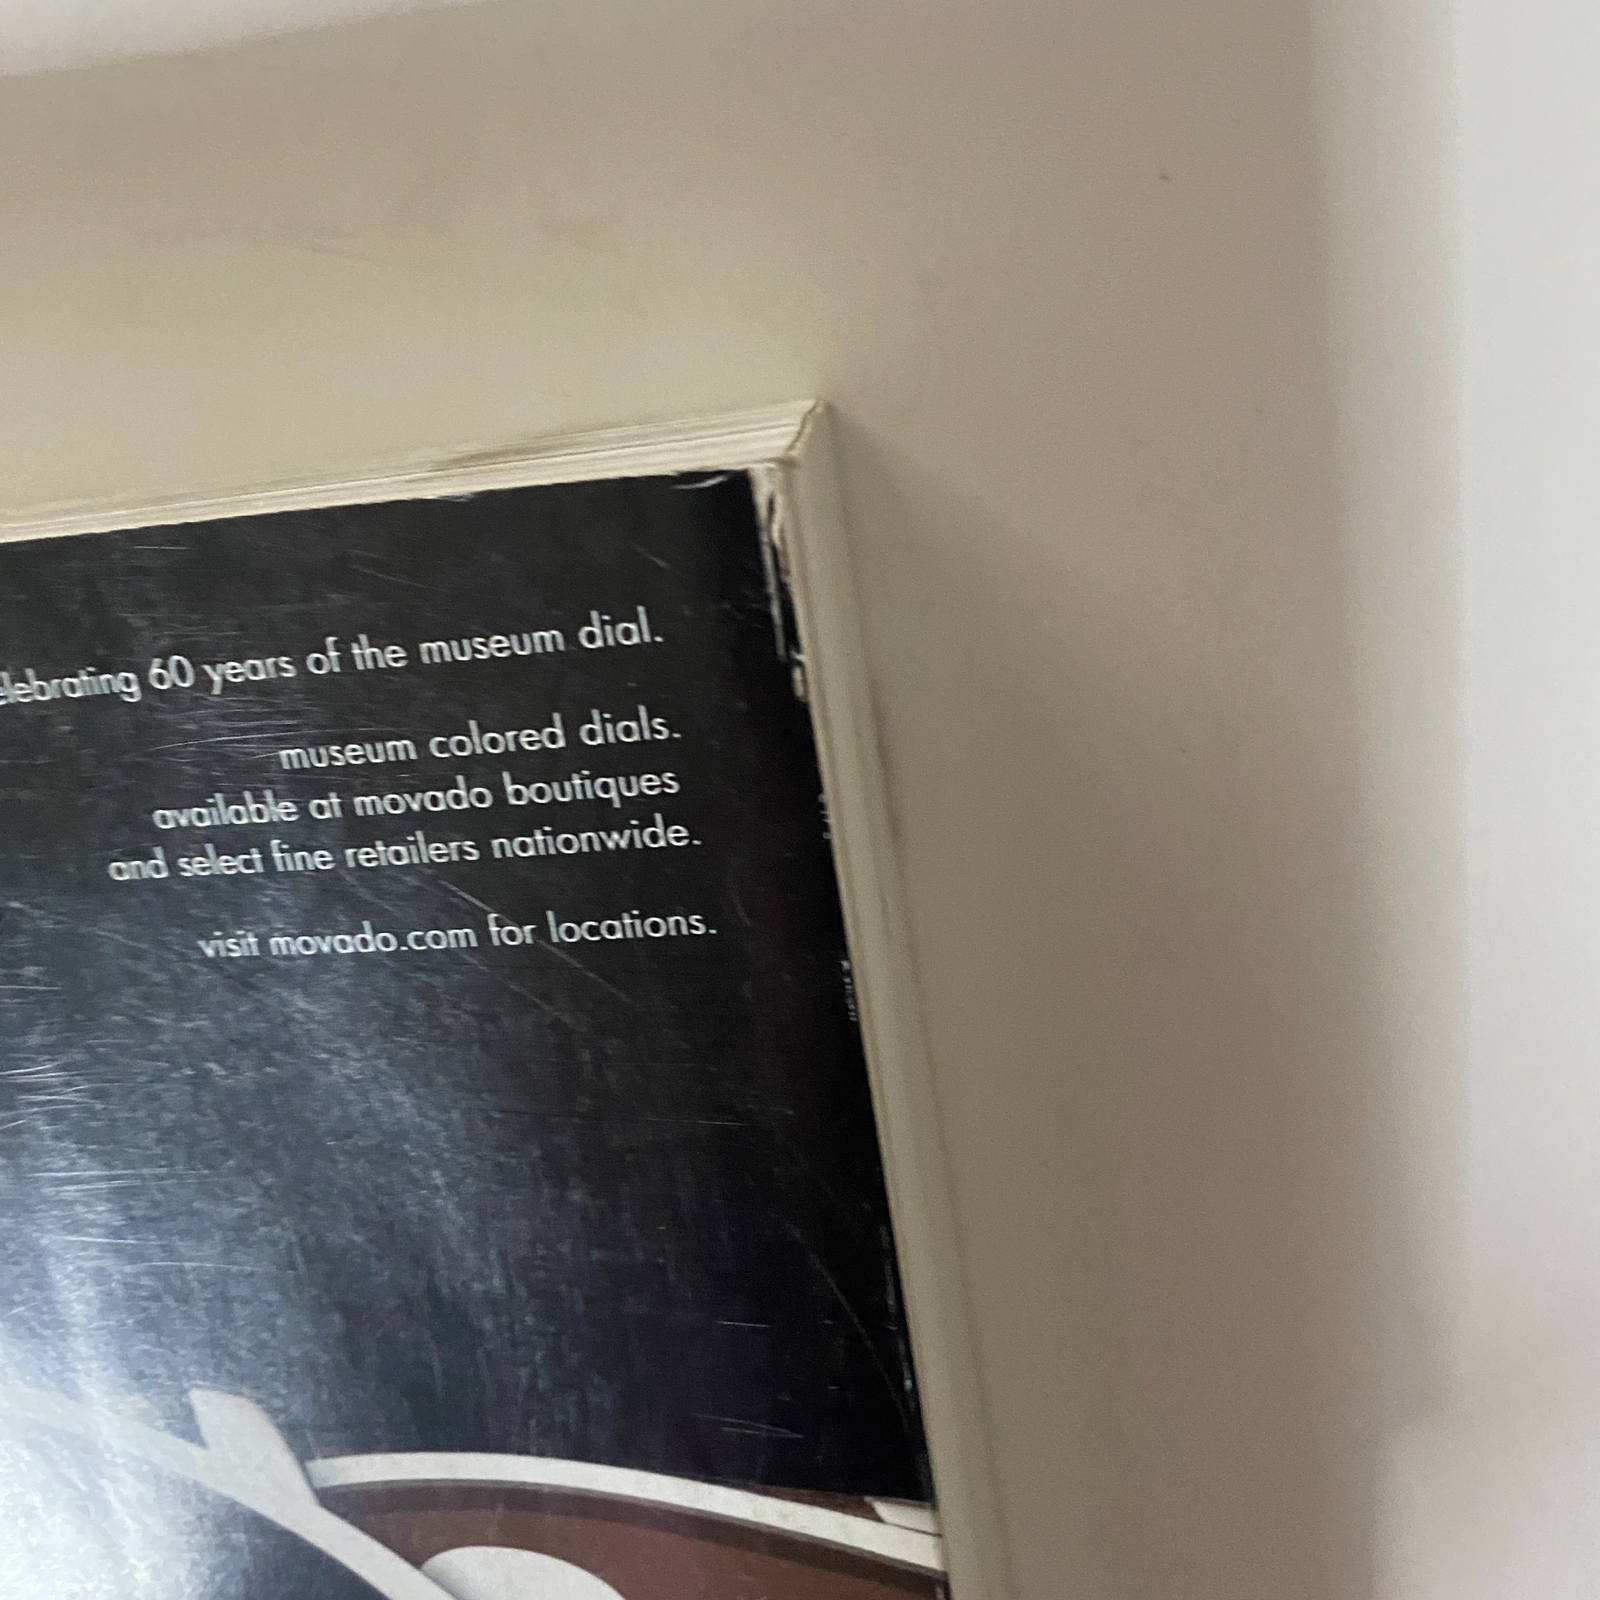 elebrating 60 years of the museum dial.
museum colored dials.
available at movado boutiques
and select fine retailers nationwide.
visit movado.com for locations.